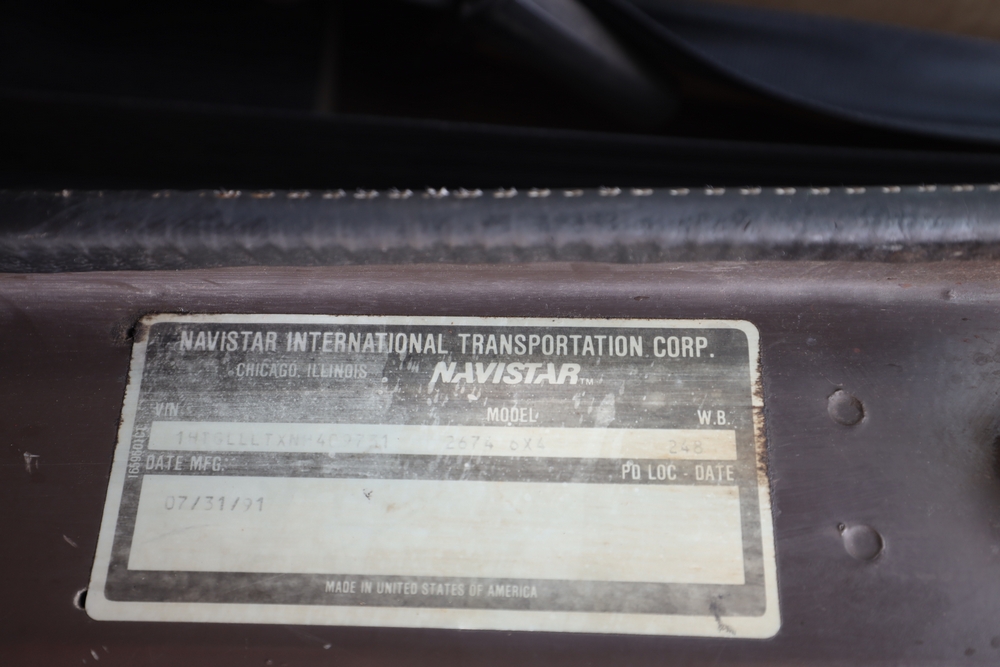 NAVISTAR INTERNATIONAL TRANSPORTATION CORP.
CHICAGO, ILLINOIS NAVISTAR™
VIN MODEL W.B.
2674 6X4 248
DATE MFG. PD LOC - DATE
07/31/91
MADE IN UNITED STATES OF AMERICA